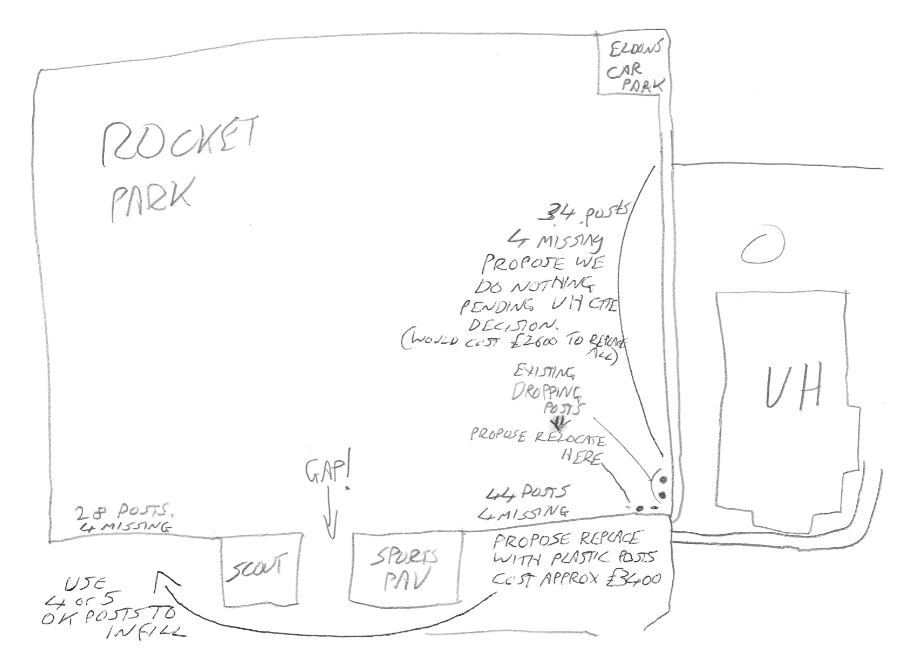 ELDONS
CAR
PARK
ROCKET
PARK
34 POSTS
4 MISSING
PROPOSE WE
DO NOTHING
PENDING VH CTTE
DECISION.
(WOULD COST £2600 TO REPLACE
ALL)
EXISTING
DROPPING
POSTS
PROPOSE RELOCATE
HERE
VH
GAP!
28 POSTS.
4 MISSING
44 POSTS
4 MISSING
SCOUT
SPORTS
PAV
PROPOSE REPLACE
WITH PLASTIC POSTS
COST APPROX £3400
USE
4 OR 5
OK POSTS TO
INFILL